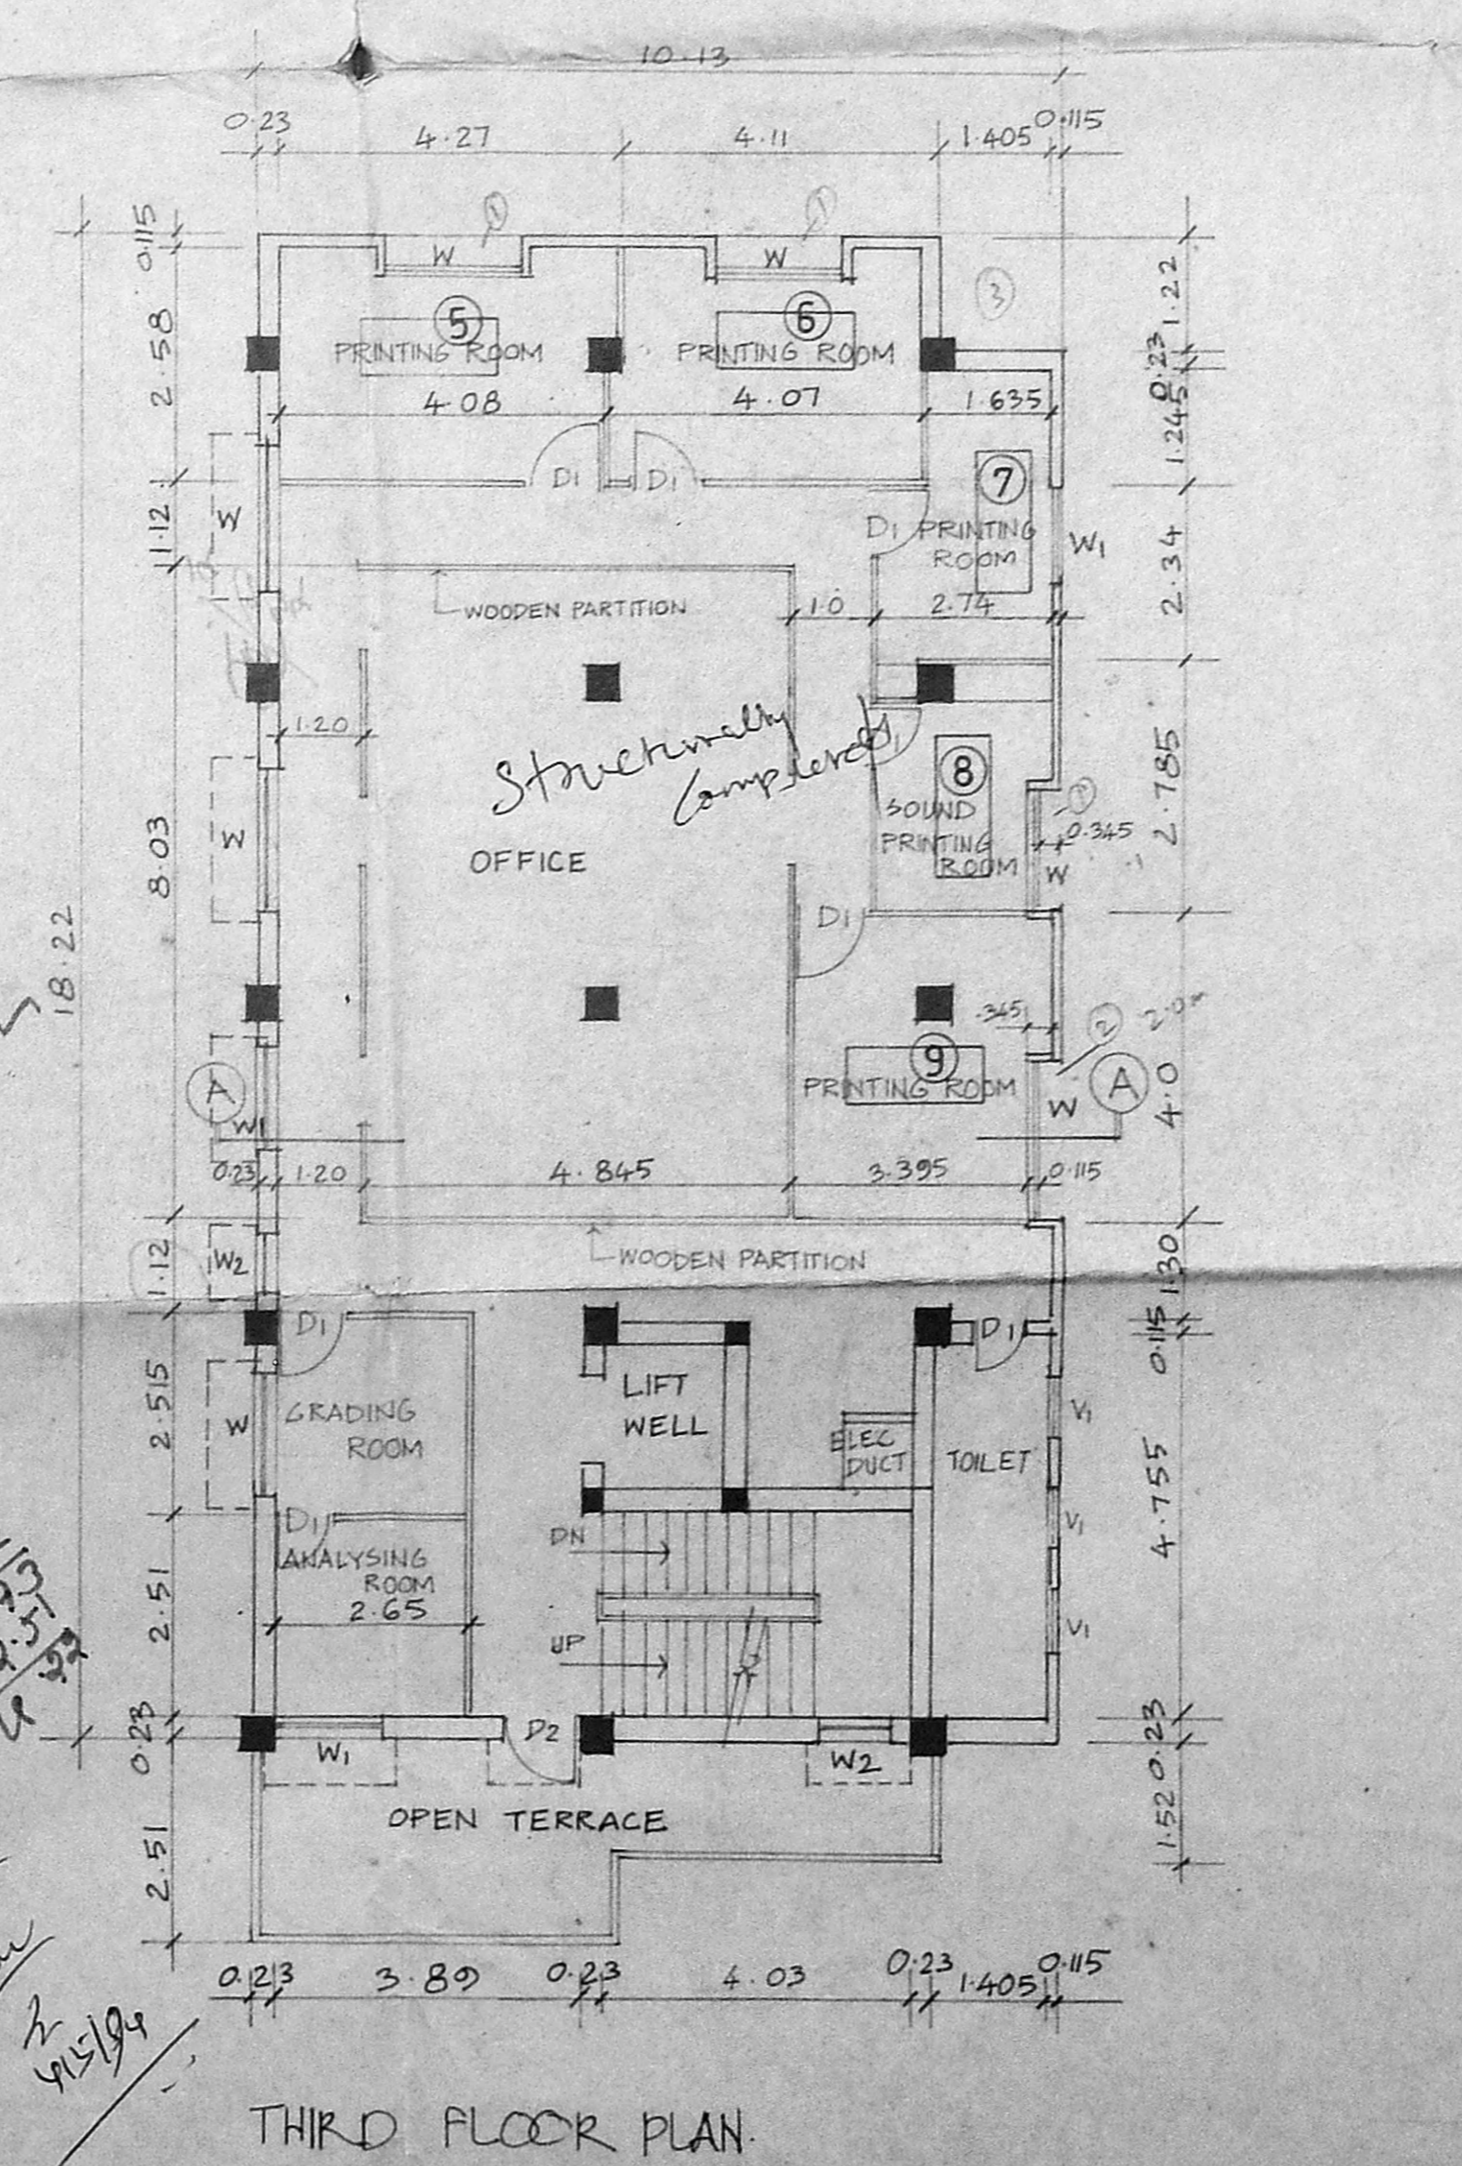 10.13
0.23
4.27
4.11
1.405
0.115
0.115
1
1
W
W
3
1.22
5
6
PRINTING ROOM
PRINTING ROOM
2.58
0.23
4.08
4.07
1.635
1.245
D1
D1
7
1.12
W
D1
PRINTING
ROOM
W1
2.34
WOODEN PARTITION
1.0
2.74
1.20
Structurally
Completed
8
2.785
SOUND
PRINTING
ROOM
0.345
W
8.03
W
OFFICE
D1
18.22
.345
2
2.0m
9
A
PRINTING ROOM
A
W
4.0
W1
0.23
1.20
4.845
3.395
0.115
1.12
W2
WOODEN PARTITION
1.30
D1
D1
0.115
2.515
W
GRADING
ROOM
LIFT
WELL
ELEC
DUCT
TOILET
V1
4.755
D1
DN
V1
ANALYSING
ROOM
2.65
2.51
UP
V1
0.23
0.23
W1
D2
W2
OPEN TERRACE
1.52
2.51
0.23
3.89
0.23
4.03
0.23
1.405
0.115
THIRD FLOOR PLAN.